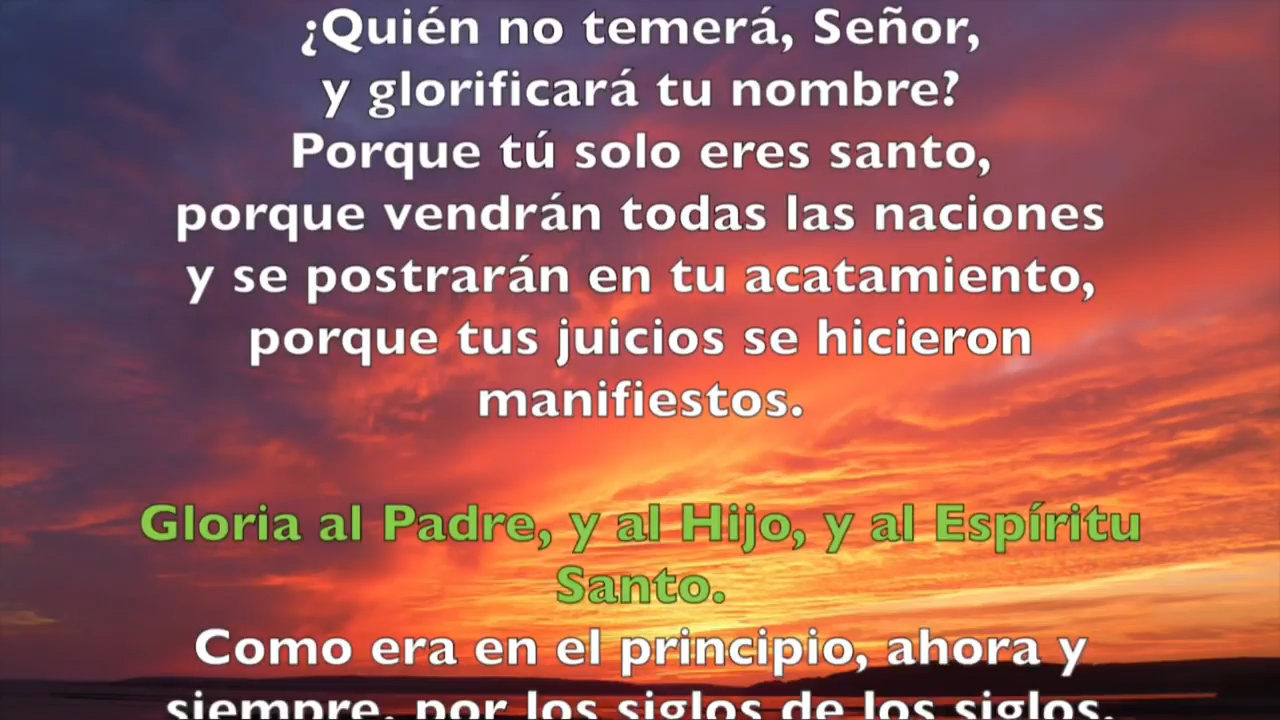 ¿Quién no temerá, Señor,
y glorificará tu nombre?
Porque tú solo eres santo,
porque vendrán todas las naciones
y se postrarán en tu acatamiento,
porque tus juicios se hicieron
manifiestos.
Gloria al Padre, y al Hijo, y al Espíritu
Santo.
Como era en el principio, ahora y
siempre, por los siglos de los siglos.